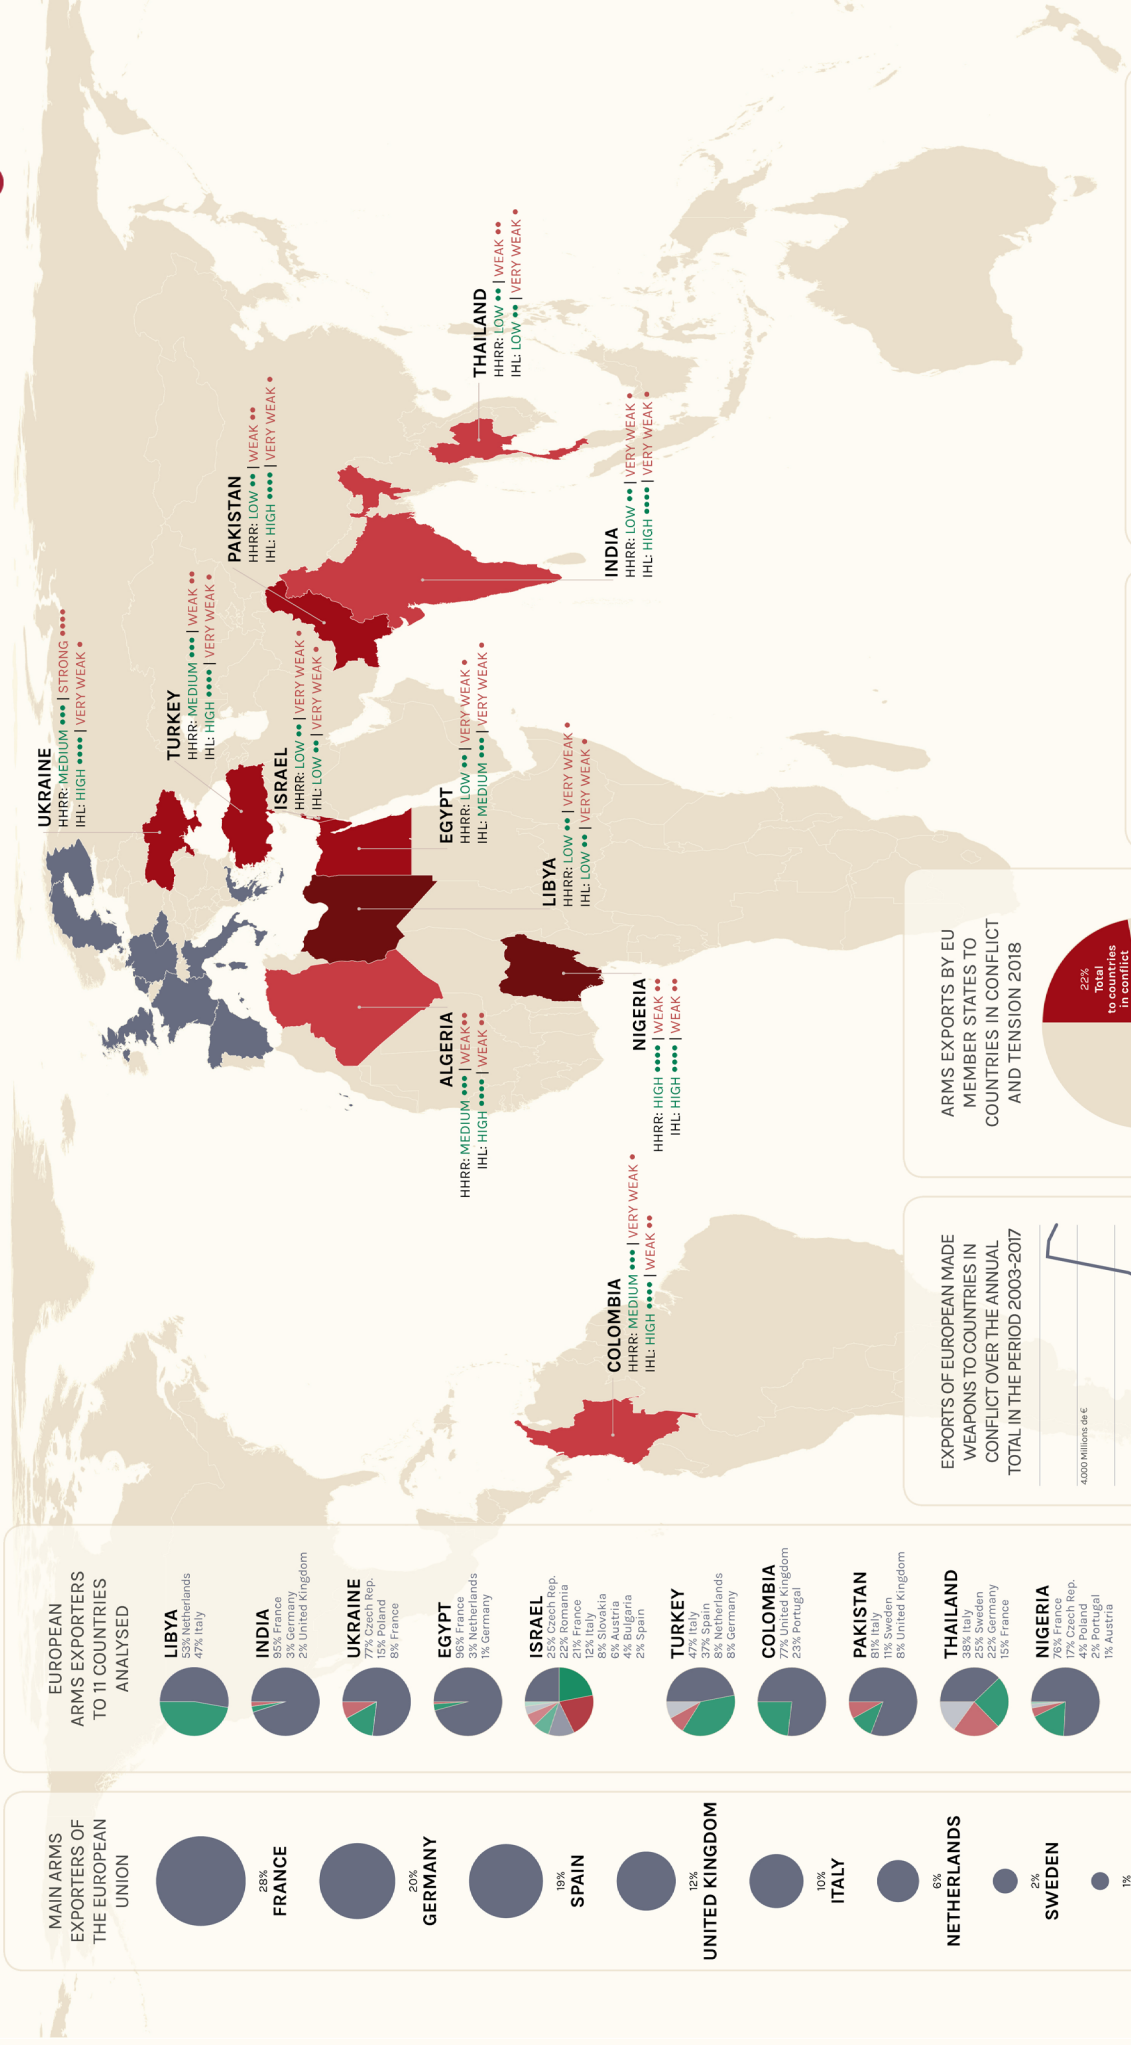 MAIN ARMS
EXPORTERS OF
THE EUROPEAN
UNION
28%
FRANCE
20%
GERMANY
19%
SPAIN
12%
UNITED KINGDOM
10%
ITALY
6%
NETHERLANDS
2%
SWEDEN
1%
EUROPEAN
ARMS EXPORTERS
TO 11 COUNTRIES
ANALYSED
LIBYA
53% Netherlands
47% Italy
INDIA
95% France
3% Germany
2% United Kingdom
UKRAINE
77% Czech Rep.
15% Poland
8% France
EGYPT
96% France
3% Netherlands
1% Germany
ISRAEL
25% Czech Rep.
22% Romania
21% France
12% Italy
8% Slovakia
6% Austria
4% Bulgaria
2% Spain
TURKEY
47% Italy
37% Spain
8% Netherlands
8% Germany
COLOMBIA
77% United Kingdom
23% Portugal
PAKISTAN
81% Italy
11% Sweden
8% United Kingdom
THAILAND
38% Italy
25% Sweden
22% Germany
15% France
NIGERIA
76% France
17% Czech Rep.
4% Poland
2% Portugal
1% Austria
UKRAINE
HHRR: MEDIUM ●●● | STRONG ●●●●
IHL: HIGH ●●●● | VERY WEAK ●
TURKEY
HHRR: MEDIUM ●●● | WEAK ●●
IHL: HIGH ●●●● | VERY WEAK ●
PAKISTAN
HHRR: LOW ●● | WEAK ●●
IHL: HIGH ●●●● | VERY WEAK ●
ISRAEL
HHRR: LOW ●● | VERY WEAK ●
IHL: LOW ●● | VERY WEAK ●
EGYPT
HHRR: LOW ●● | VERY WEAK ●
IHL: MEDIUM ●●● | VERY WEAK ●
THAILAND
HHRR: LOW ●● | WEAK ●●
IHL: LOW ●● | VERY WEAK ●
ALGERIA
HHRR: MEDIUM ●●● | WEAK●●
IHL: HIGH ●●●● | WEAK ●●
LIBYA
HHRR: LOW ●● | VERY WEAK ●
IHL: LOW ●● | VERY WEAK ●
INDIA
HHRR: LOW ●● | VERY WEAK ●
IHL: HIGH ●●●● | VERY WEAK ●
COLOMBIA
HHRR: MEDIUM ●●● | VERY WEAK ●
IHL: HIGH ●●●● | WEAK ●●
NIGERIA
HHRR: HIGH ●●●● | WEAK ●●
IHL: HIGH ●●●● | WEAK ●●
EXPORTS OF EUROPEAN MADE
WEAPONS TO COUNTRIES IN
CONFLICT OVER THE ANNUAL
TOTAL IN THE PERIOD 2003-2017
4.000 Millions de €
ARMS EXPORTS BY EU
MEMBER STATES TO
COUNTRIES IN CONFLICT
AND TENSION 2018
22%
Total
to countries
in conflict